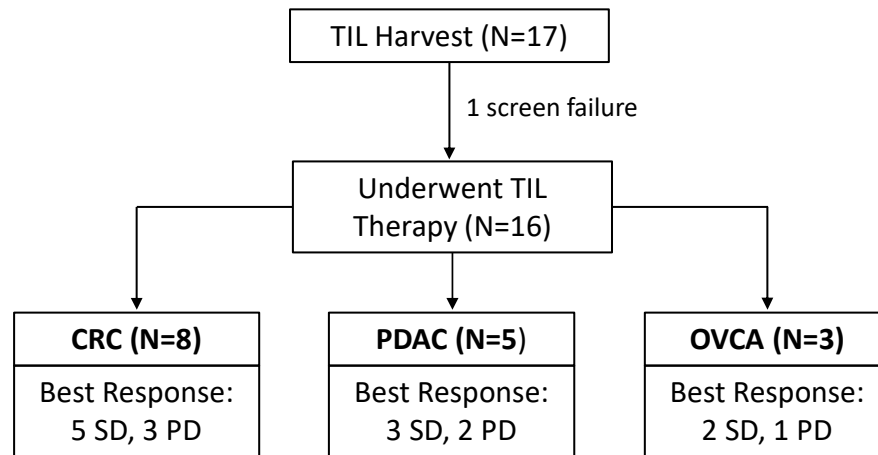 TIL Harvest (N=17)
1 screen failure
Underwent TIL
Therapy (N=16)
CRC (N=8)
Best Response:
5 SD, 3 PD
PDAC (N=5)
Best Response:
3 SD, 2 PD
OVCA (N=3)
Best Response:
2 SD, 1 PD